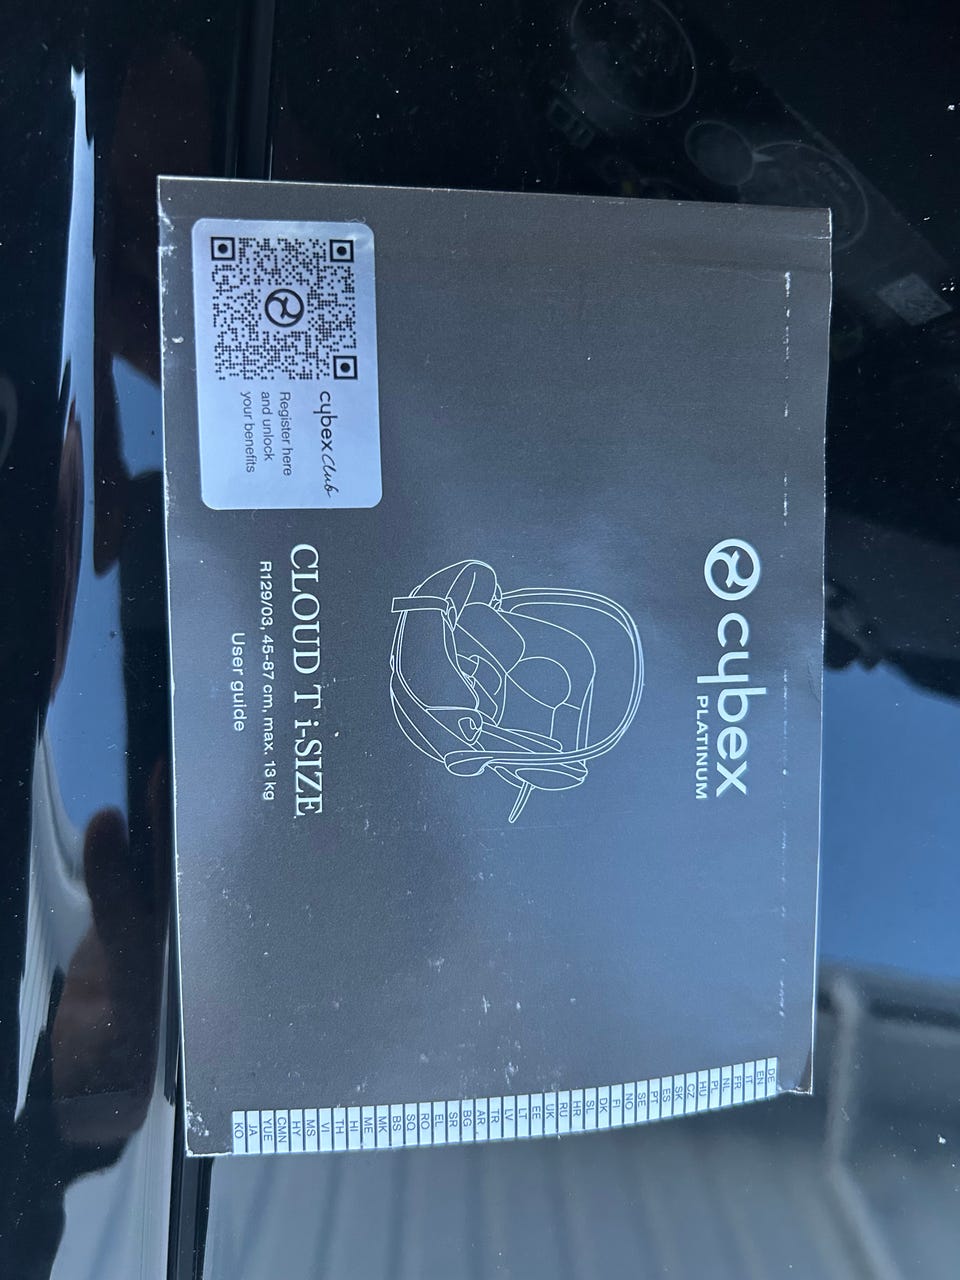 cybex
PLATINUM
CLOUD T i-SIZE
R129/03, 45-87 cm, max. 13 kg
User guide
cybex Club
Register here
and unlock
your benefits
DE
EN
IT
FR
NL
PL
HU
CZ
SK
ES
PT
SE
NO
FI
DK
SL
HR
RU
UK
EE
LT
LV
TR
AR
BG
SR
EL
RO
SQ
BS
MK
ME
HI
TH
VI
MS
HY
CMN
YUE
JA
KO